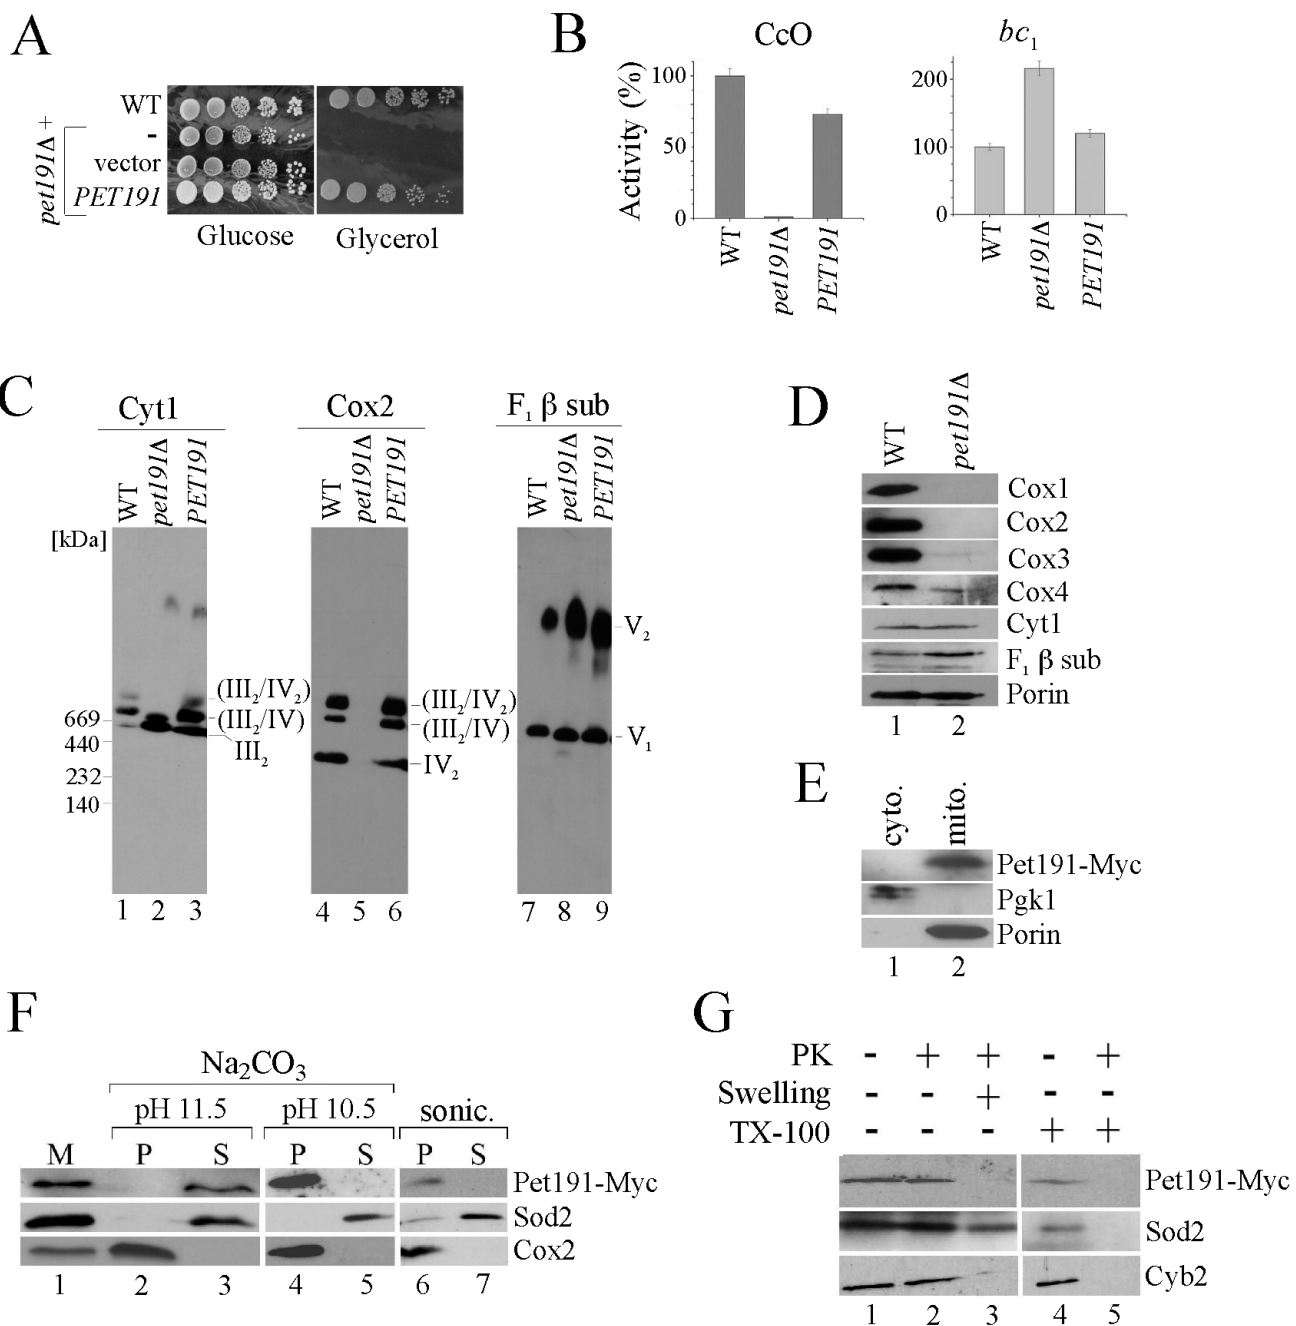 A
WT
-
vector
PET191
pet191Δ +
Glucose
Glycerol
B
CcO
bc₁
Activity (%)
100
50
0
WT
pet191Δ
PET191
200
100
0
WT
pet191Δ
PET191
C
Cyt1
Cox2
F₁ β sub
WT
pet191Δ
PET191
WT
pet191Δ
PET191
WT
pet191Δ
PET191
[kDa]
669
440
232
140
(III₂/IV₂)
(III₂/IV)
III₂
(III₂/IV₂)
(III₂/IV)
IV₂
V₂
V₁
1 2 3
4 5 6
7 8 9
D
WT
pet191Δ
Cox1
Cox2
Cox3
Cox4
Cyt1
F₁ β sub
Porin
1 2
E
cyto.
mito.
Pet191-Myc
Pgk1
Porin
1 2
F
Na₂CO₃
pH 11.5 pH 10.5 sonic.
M P S P S P S
Pet191-Myc
Sod2
Cox2
1 2 3 4 5 6 7
G
PK - + + - +
Swelling - - + - -
TX-100 - - - + +
Pet191-Myc
Sod2
Cyb2
1 2 3 4 5